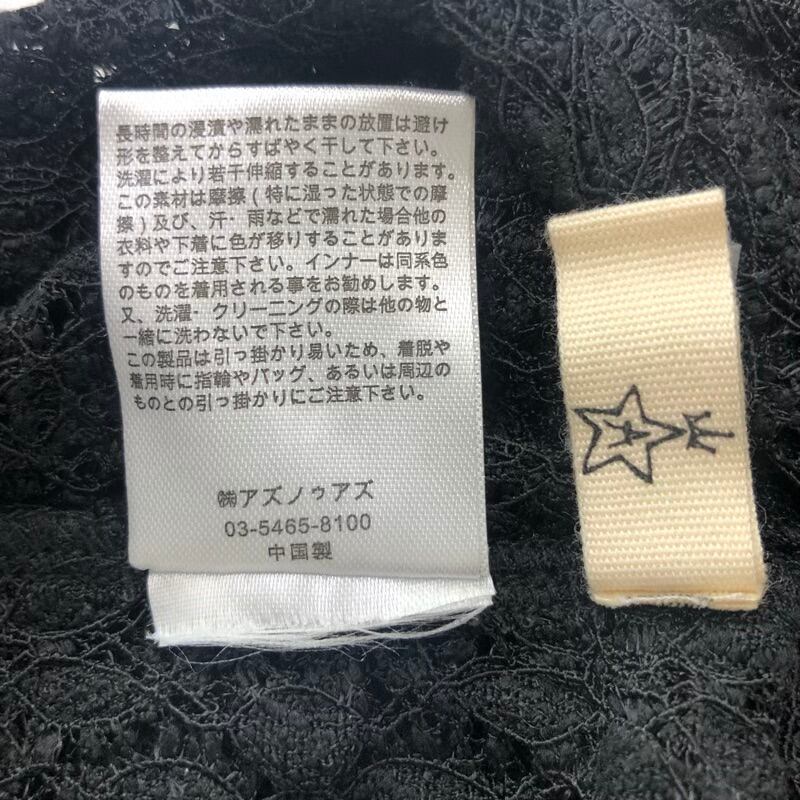 長時間の浸漬や濡れたままの放置は避け
形を整えてからすばやく干して下さい。
洗濯により若干伸縮することがあります。
この素材は摩擦(特に湿った状態での摩
擦)及び、汗・雨などで濡れた場合他の
衣料や下着に色が移りすることがありま
すのでご注意下さい。インナーは同系色
のものを着用される事をお勧めします。
又、洗濯・クリーニングの際は他の物と
一緒に洗わないで下さい。
この製品は引っ掛かり易いため、着脱や
着用時に指輪やバッグ、あるいは周辺の
ものとの引っ掛かりにご注意下さい。
㈱アズノゥアズ
03-5465-8100
中国製
A